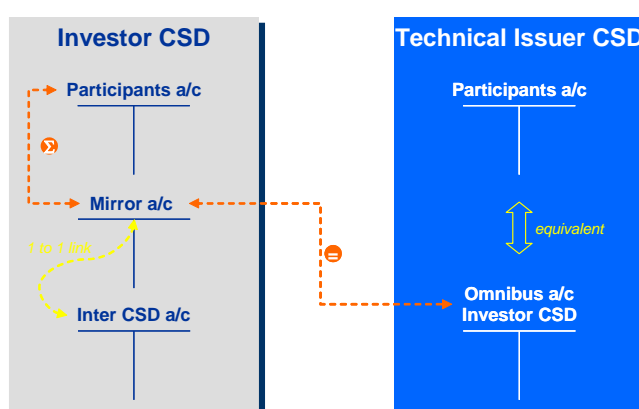 Investor CSD
Participants a/c
Σ
Mirror a/c
1 to 1 link
Inter CSD a/c
=
Technical Issuer CSD
Participants a/c
equivalent
Omnibus a/c
Investor CSD